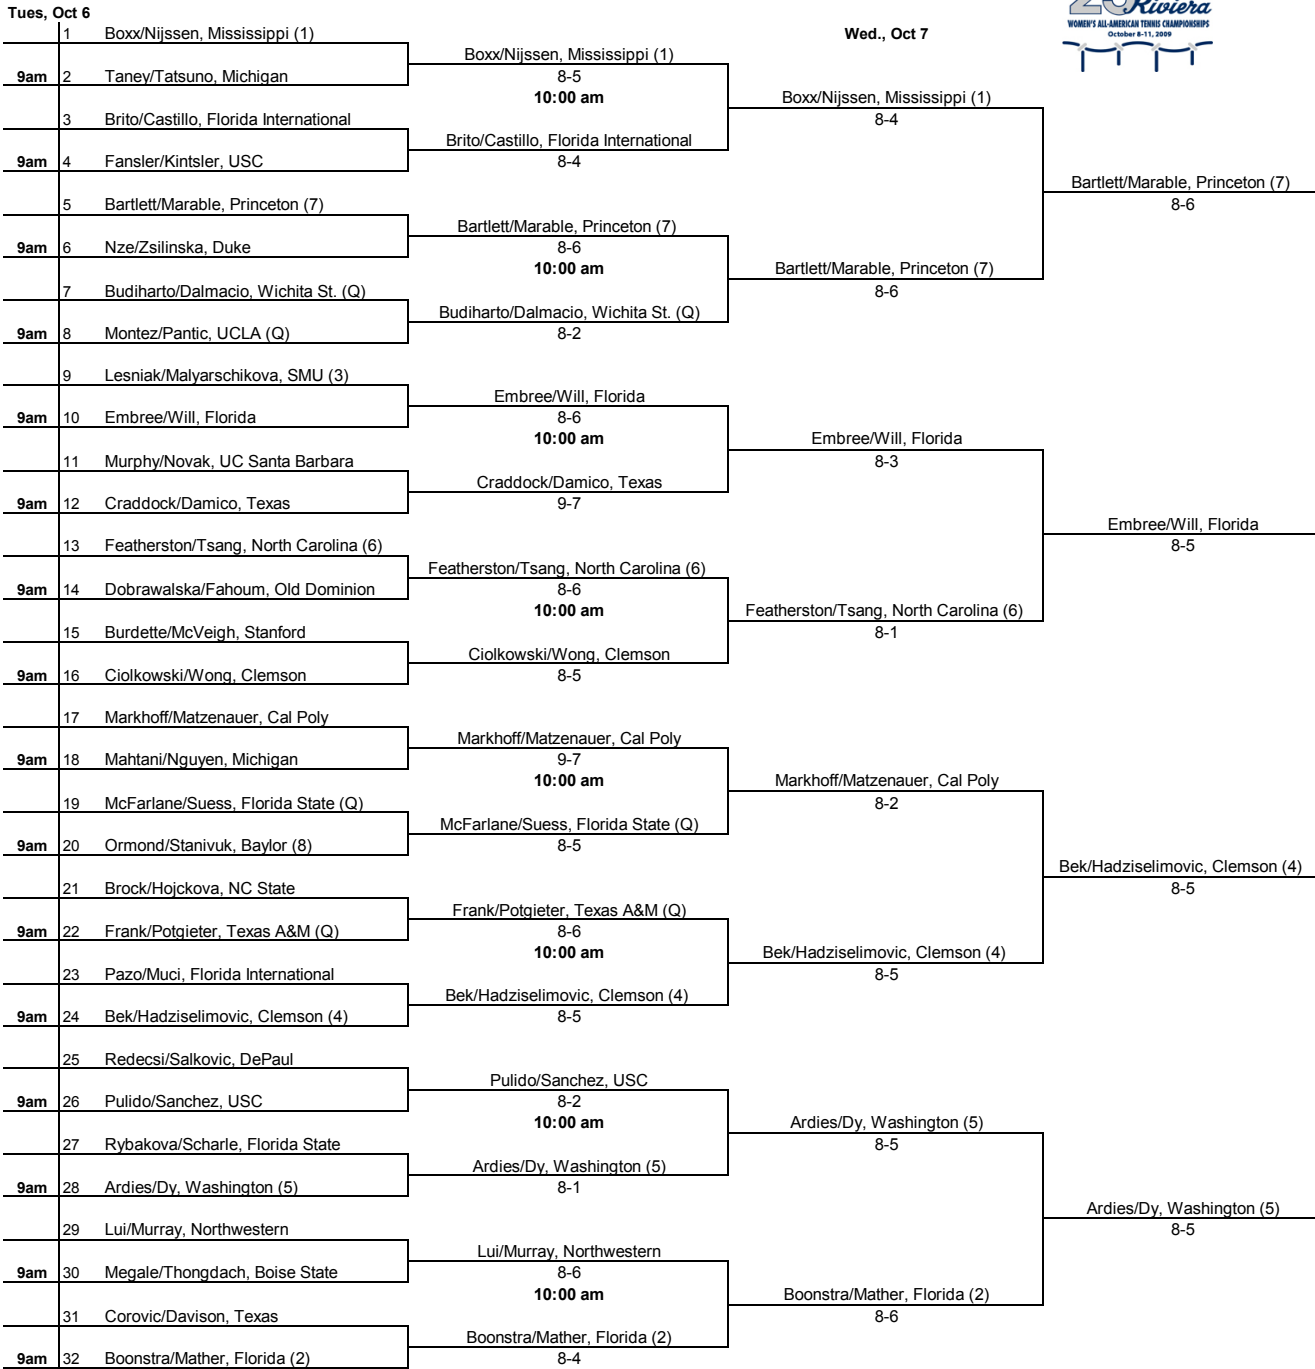 Tues, Oct 6
1 Boxx/Nijssen, Mississippi (1)
9am 2 Taney/Tatsuno, Michigan
3 Brito/Castillo, Florida International
9am 4 Fansler/Kintsler, USC
5 Bartlett/Marable, Princeton (7)
9am 6 Nze/Zsilinska, Duke
7 Budiharto/Dalmacio, Wichita St. (Q)
9am 8 Montez/Pantic, UCLA (Q)
9 Lesniak/Malyarschikova, SMU (3)
9am 10 Embree/Will, Florida
11 Murphy/Novak, UC Santa Barbara
9am 12 Craddock/Damico, Texas
13 Featherston/Tsang, North Carolina (6)
9am 14 Dobrawalska/Fahoum, Old Dominion
15 Burdette/McVeigh, Stanford
9am 16 Ciolkowski/Wong, Clemson
17 Markhoff/Matzenauer, Cal Poly
9am 18 Mahtani/Nguyen, Michigan
19 McFarlane/Suess, Florida State (Q)
9am 20 Ormond/Stanivuk, Baylor (8)
21 Brock/Hojckova, NC State
9am 22 Frank/Potgieter, Texas A&M (Q)
23 Pazo/Muci, Florida International
9am 24 Bek/Hadziselimovic, Clemson (4)
25 Redecsi/Salkovic, DePaul
9am 26 Pulido/Sanchez, USC
27 Rybakova/Scharle, Florida State
9am 28 Ardies/Dy, Washington (5)
29 Lui/Murray, Northwestern
9am 30 Megale/Thongdach, Boise State
31 Corovic/Davison, Texas
9am 32 Boonstra/Mather, Florida (2)
Boxx/Nijssen, Mississippi (1)
8-5
10:00 am
Brito/Castillo, Florida International
8-4
Bartlett/Marable, Princeton (7)
8-6
10:00 am
Budiharto/Dalmacio, Wichita St. (Q)
8-2
Embree/Will, Florida
8-6
10:00 am
Craddock/Damico, Texas
9-7
Featherston/Tsang, North Carolina (6)
8-6
10:00 am
Ciolkowski/Wong, Clemson
8-5
Markhoff/Matzenauer, Cal Poly
9-7
10:00 am
McFarlane/Suess, Florida State (Q)
8-5
Frank/Potgieter, Texas A&M (Q)
8-6
10:00 am
Bek/Hadziselimovic, Clemson (4)
8-5
Pulido/Sanchez, USC
8-2
10:00 am
Ardies/Dy, Washington (5)
8-1
Lui/Murray, Northwestern
8-6
10:00 am
Boonstra/Mather, Florida (2)
8-4
Wed., Oct 7
Boxx/Nijssen, Mississippi (1)
8-4
Bartlett/Marable, Princeton (7)
8-6
Embree/Will, Florida
8-3
Featherston/Tsang, North Carolina (6)
8-1
Markhoff/Matzenauer, Cal Poly
8-2
Bek/Hadziselimovic, Clemson (4)
8-5
Ardies/Dy, Washington (5)
8-5
Boonstra/Mather, Florida (2)
8-6
Riviera
WOMEN'S ALL-AMERICAN TENNIS CHAMPIONSHIPS
October 8-11, 2009
Bartlett/Marable, Princeton (7)
8-6
Embree/Will, Florida
8-5
Bek/Hadziselimovic, Clemson (4)
8-5
Ardies/Dy, Washington (5)
8-5